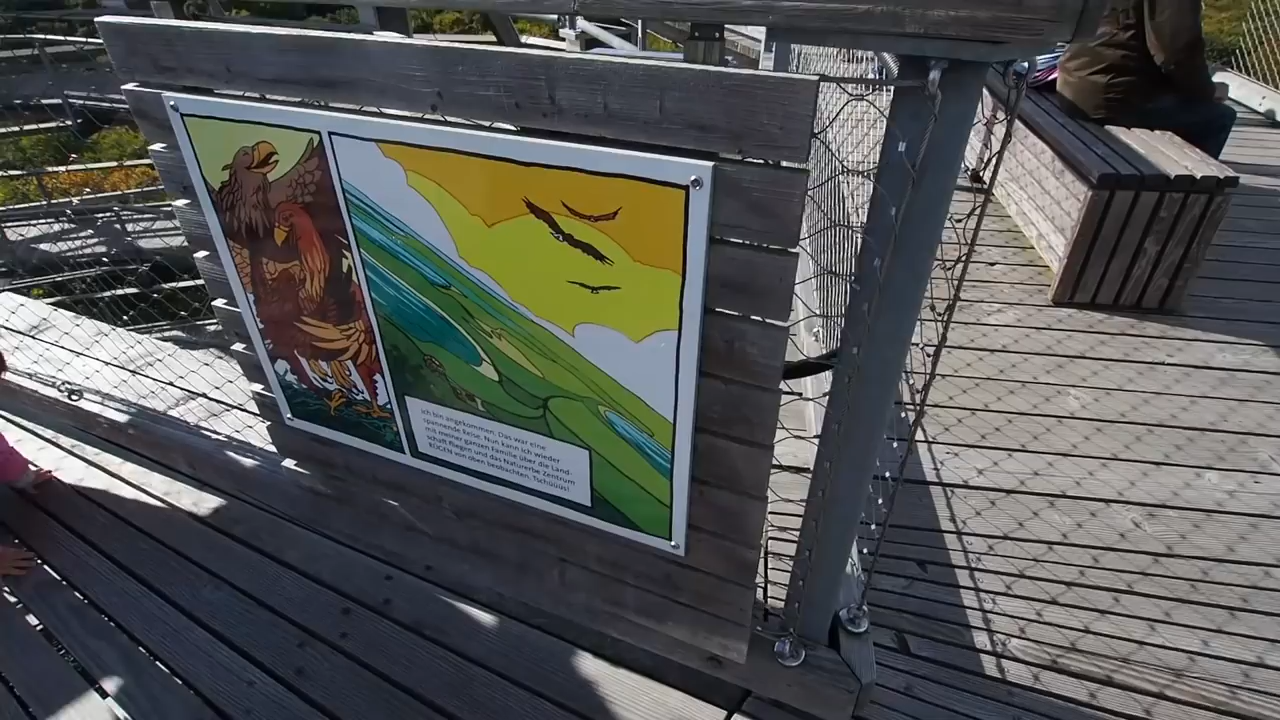 Ich bin angekommen. Das war eine
spannende Reise. Nun kann ich wieder
mit meiner ganzen Familie über die Land-
schaft fliegen und das Naturerbe Zentrum
RÜGEN von oben beobachten. Tschüüüs!